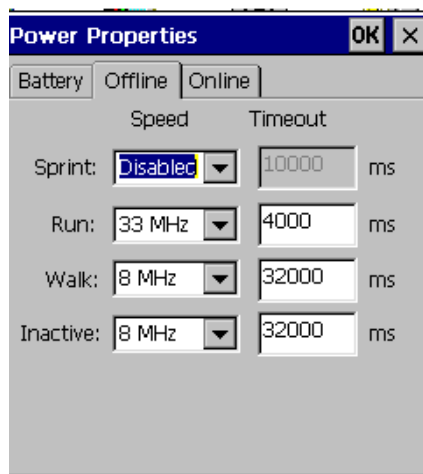 Power Properties OK ×
Battery Offline Online
Speed Timeout
Sprint: Disabled 10000 ms
Run: 33 MHz 4000 ms
Walk: 8 MHz 32000 ms
Inactive: 8 MHz 32000 ms